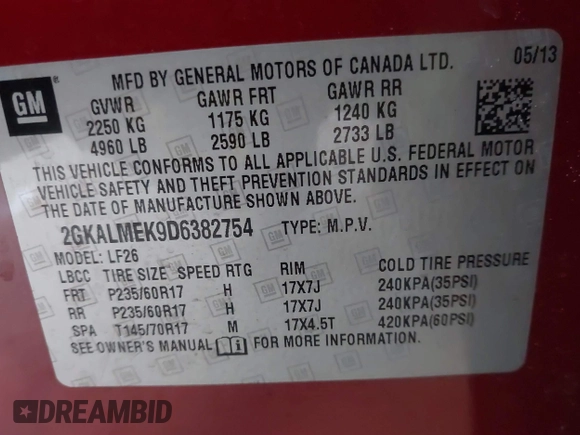 GM
MFD BY GENERAL MOTORS OF CANADA LTD.
05/13
GVWR GAWR FRT GAWR RR
2250 KG 1175 KG 1240 KG
4960 LB 2590 LB 2733 LB
THIS VEHICLE CONFORMS TO ALL APPLICABLE U.S. FEDERAL MOTOR
VEHICLE SAFETY AND THEFT PREVENTION STANDARDS IN EFFECT ON
THE DATE OF MANUFACTURE SHOWN ABOVE.
2GKALMEK9D6382754 TYPE: M.P.V.
MODEL: LF26
LBCC TIRE SIZE SPEED RTG RIM COLD TIRE PRESSURE
FRT P235/60R17 H 17X7J 240KPA(35PSI)
RR P235/60R17 H 17X7J 240KPA(35PSI)
SPA T145/70R17 M 17X4.5T 420KPA(60PSI)
SEE OWNER'S MANUAL FOR MORE INFORMATION.
DREAMBID